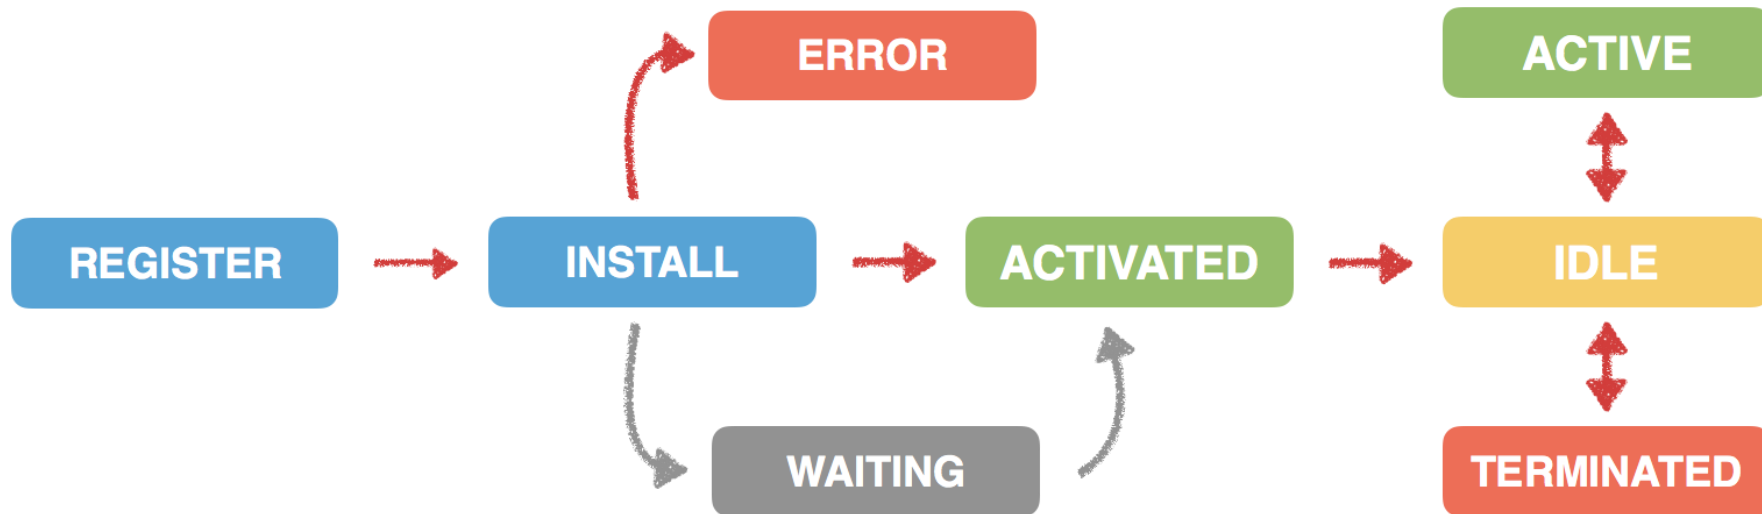 ERROR
ACTIVE
REGISTER
INSTALL
ACTIVATED
IDLE
WAITING
TERMINATED